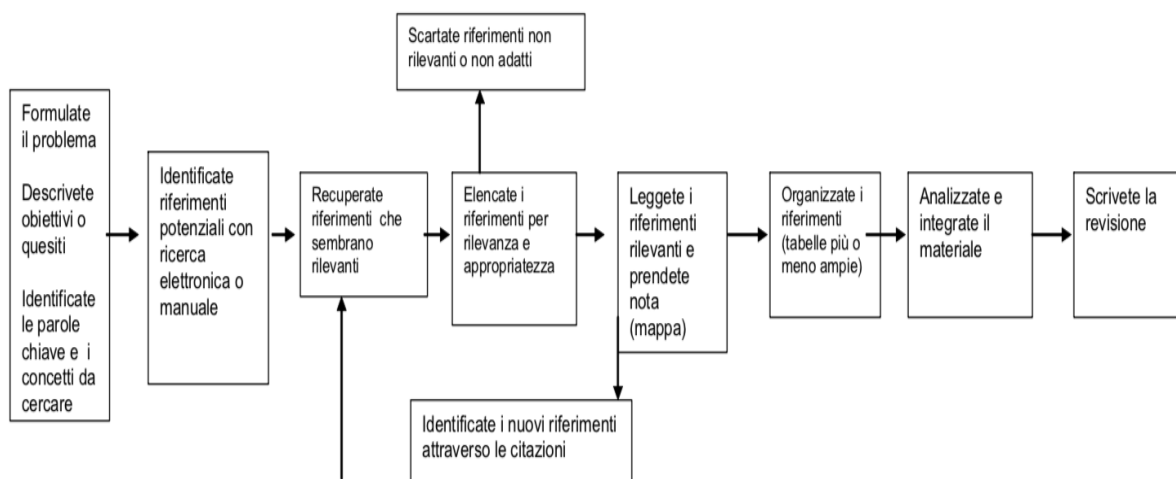 Scartate riferimenti non
rilevanti o non adatti
Formulate
il problema
Descrivete
obiettivi o
quesiti
Identificate
le parole
chiave e i
concetti da
cercare
Identificate
riferimenti
potenziali con
ricerca
elettronica o
manuale
Recuperate
riferimenti che
sembrano
rilevanti
Elencate i
riferimenti per
rilevanza e
appropriatezza
Leggete i
riferimenti
rilevanti e
prendete
nota
(mappa)
Organizzate i
riferimenti
(tabelle più o
meno ampie)
Analizzate e
integrate il
materiale
Scrivete la
revisione
Identificate i nuovi riferimenti
attraverso le citazioni